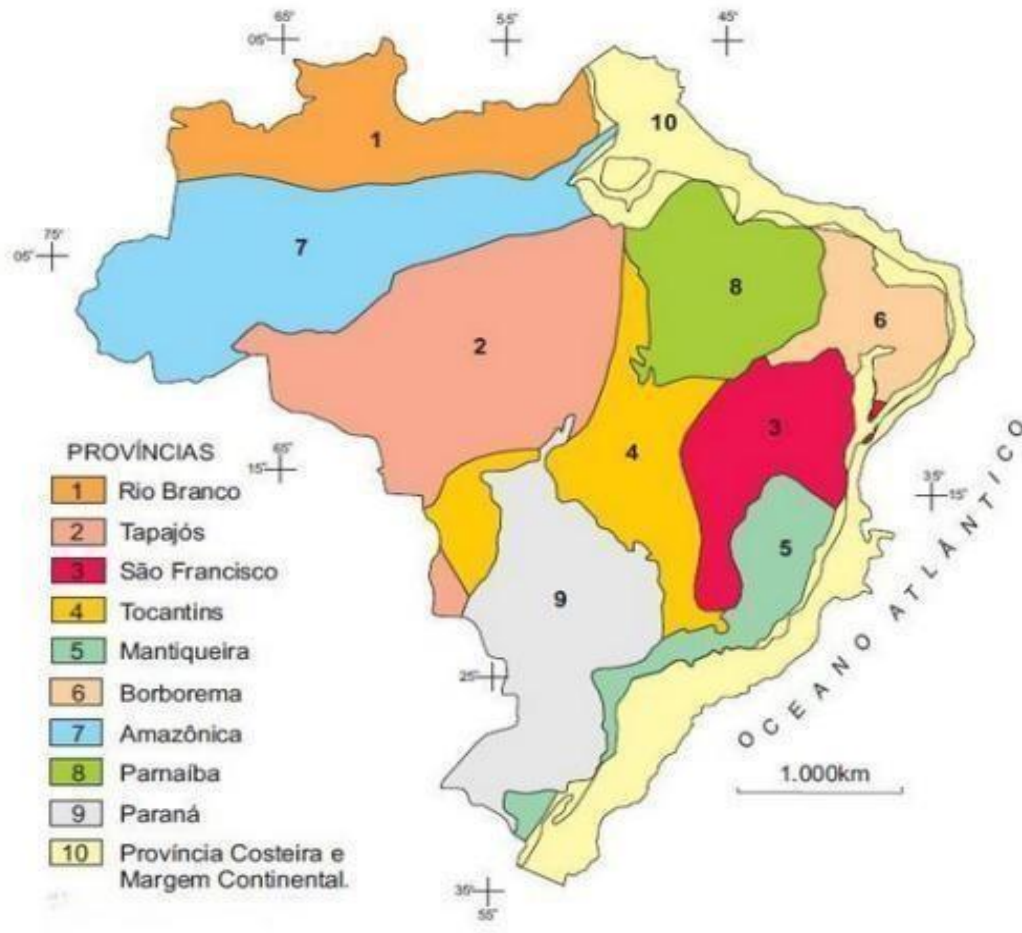 65°
55°
45°
05°
10
1
75°
05°
7
8
6
2
PROVÍNCIAS
65°
15°
3
4
35°
15°
1 Rio Branco
2 Tapajós
3 São Francisco
4 Tocantins
5 Mantiqueira
6 Borborema
7 Amazônica
8 Parnaíba
9 Paraná
10 Província Costeira e
Margem Continental.
5
9
25°
OCEANO ATLÂNTICO
1.000km
35°
55°